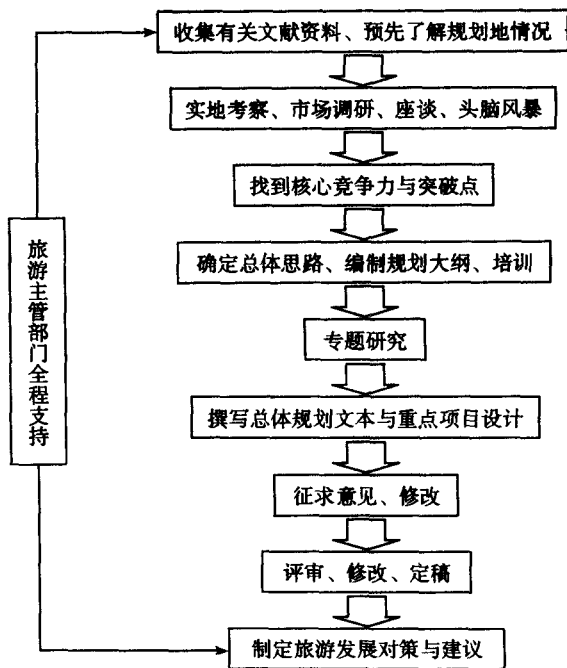 收集有关文献资料、预先了解规划地情况
实地考察、市场调研、座谈、头脑风暴
找到核心竞争力与突破点
确定总体思路、编制规划大纲、培训
专题研究
撰写总体规划文本与重点项目设计
征求意见、修改
评审、修改、定稿
制定旅游发展对策与建议
旅游主管部门全程支持